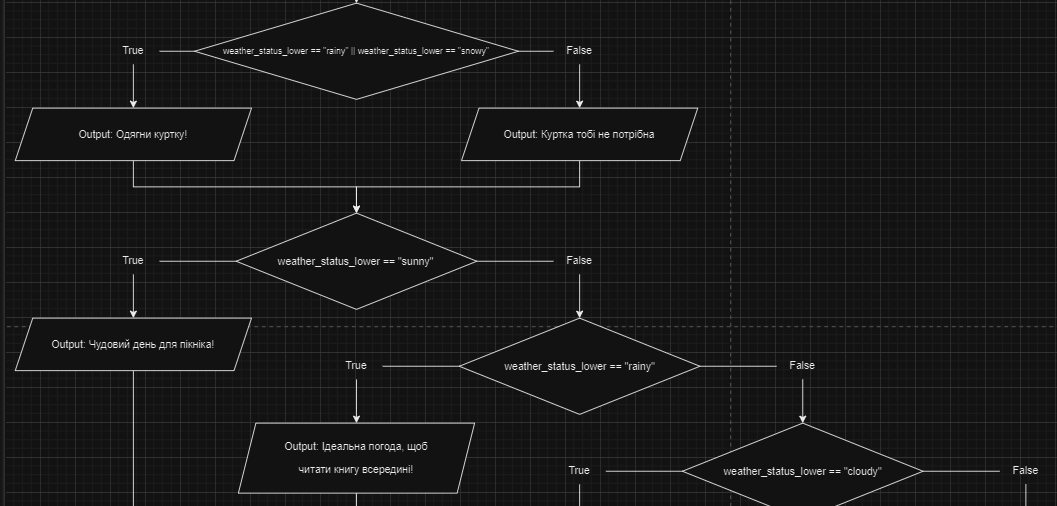 True
weather_status_lower == "rainy" || weather_status_lower == "snowy"
False
Output: Одягни куртку!
Output: Куртка тобі не потрібна
True
weather_status_lower == "sunny"
False
Output: Чудовий день для пікніка!
True
weather_status_lower == "rainy"
False
Output: Ідеальна погода, щоб
читати книгу всередині!
True
weather_status_lower == "cloudy"
False